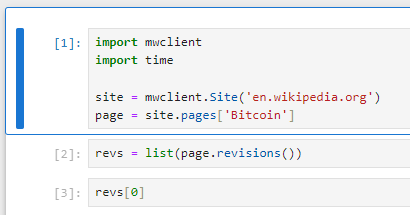 [1]: import mwclient
import time
site = mwclient.Site('en.wikipedia.org')
page = site.pages['Bitcoin']
[2]: revs = list(page.revisions())
[3]: revs[0]